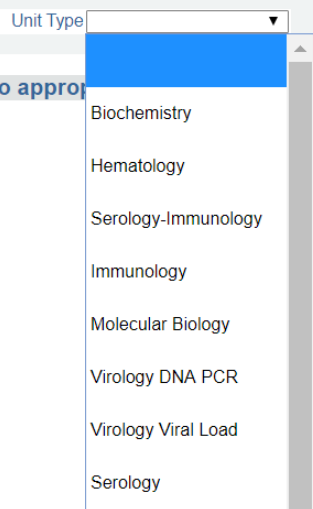 Unit Type
o approp
Biochemistry
Hematology
Serology-Immunology
Immunology
Molecular Biology
Virology DNA PCR
Virology Viral Load
Serology